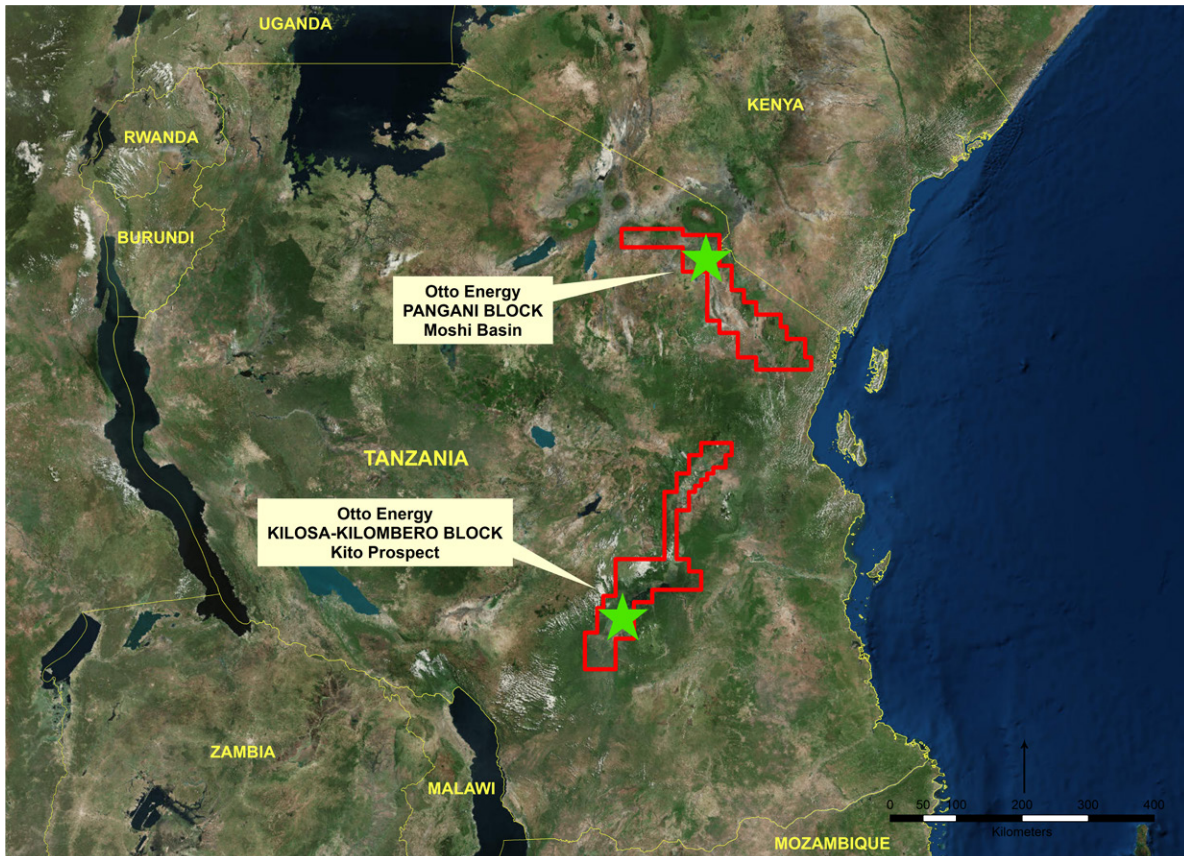 UGANDA
KENYA
RWANDA
BURUNDI
Otto Energy
PANGANI BLOCK
Moshi Basin
TANZANIA
Otto Energy
KILOSA-KILOMBERO BLOCK
Kito Prospect
ZAMBIA
MALAWI
MOZAMBIQUE
0 50 100 200 300 400
Kilometers